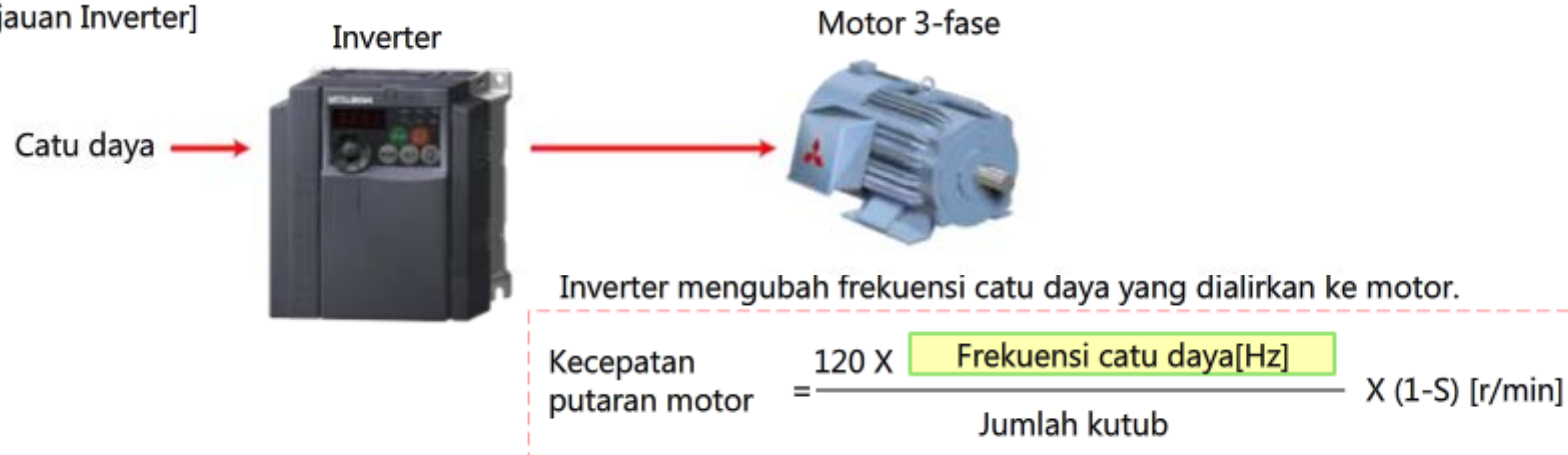 jauan Inverter]
Inverter
Motor 3-fase
Catu daya
MITSUBISHI
Inverter mengubah frekuensi catu daya yang dialirkan ke motor.
Kecepatan putaran motor = 120 X Frekuensi catu daya[Hz] X (1-S) [r/min]
Jumlah kutub